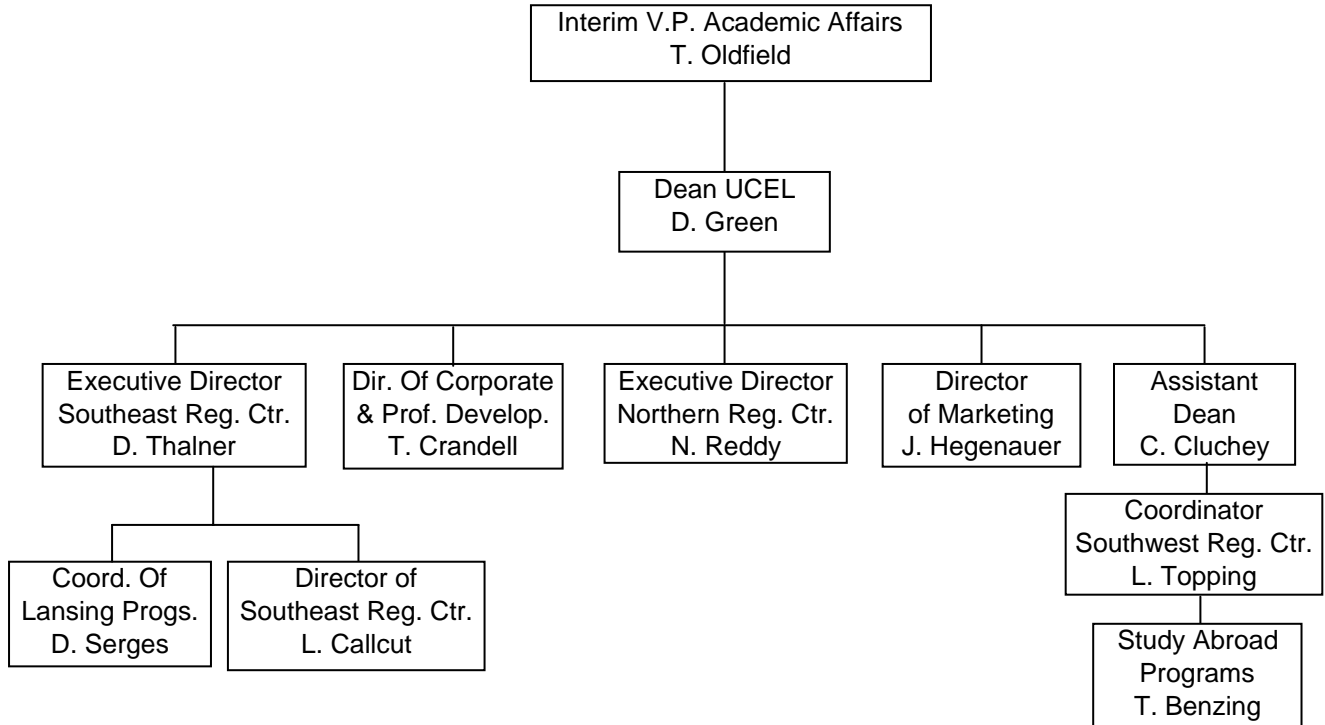 Interim V.P. Academic Affairs
T. Oldfield
Dean UCEL
D. Green
Executive Director
Southeast Reg. Ctr.
D. Thalner
Dir. Of Corporate
& Prof. Develop.
T. Crandell
Executive Director
Northern Reg. Ctr.
N. Reddy
Director
of Marketing
J. Hegenauer
Assistant
Dean
C. Cluchey
Coord. Of
Lansing Progs.
D. Serges
Director of
Southeast Reg. Ctr.
L. Callcut
Coordinator
Southwest Reg. Ctr.
L. Topping
Study Abroad
Programs
T. Benzing